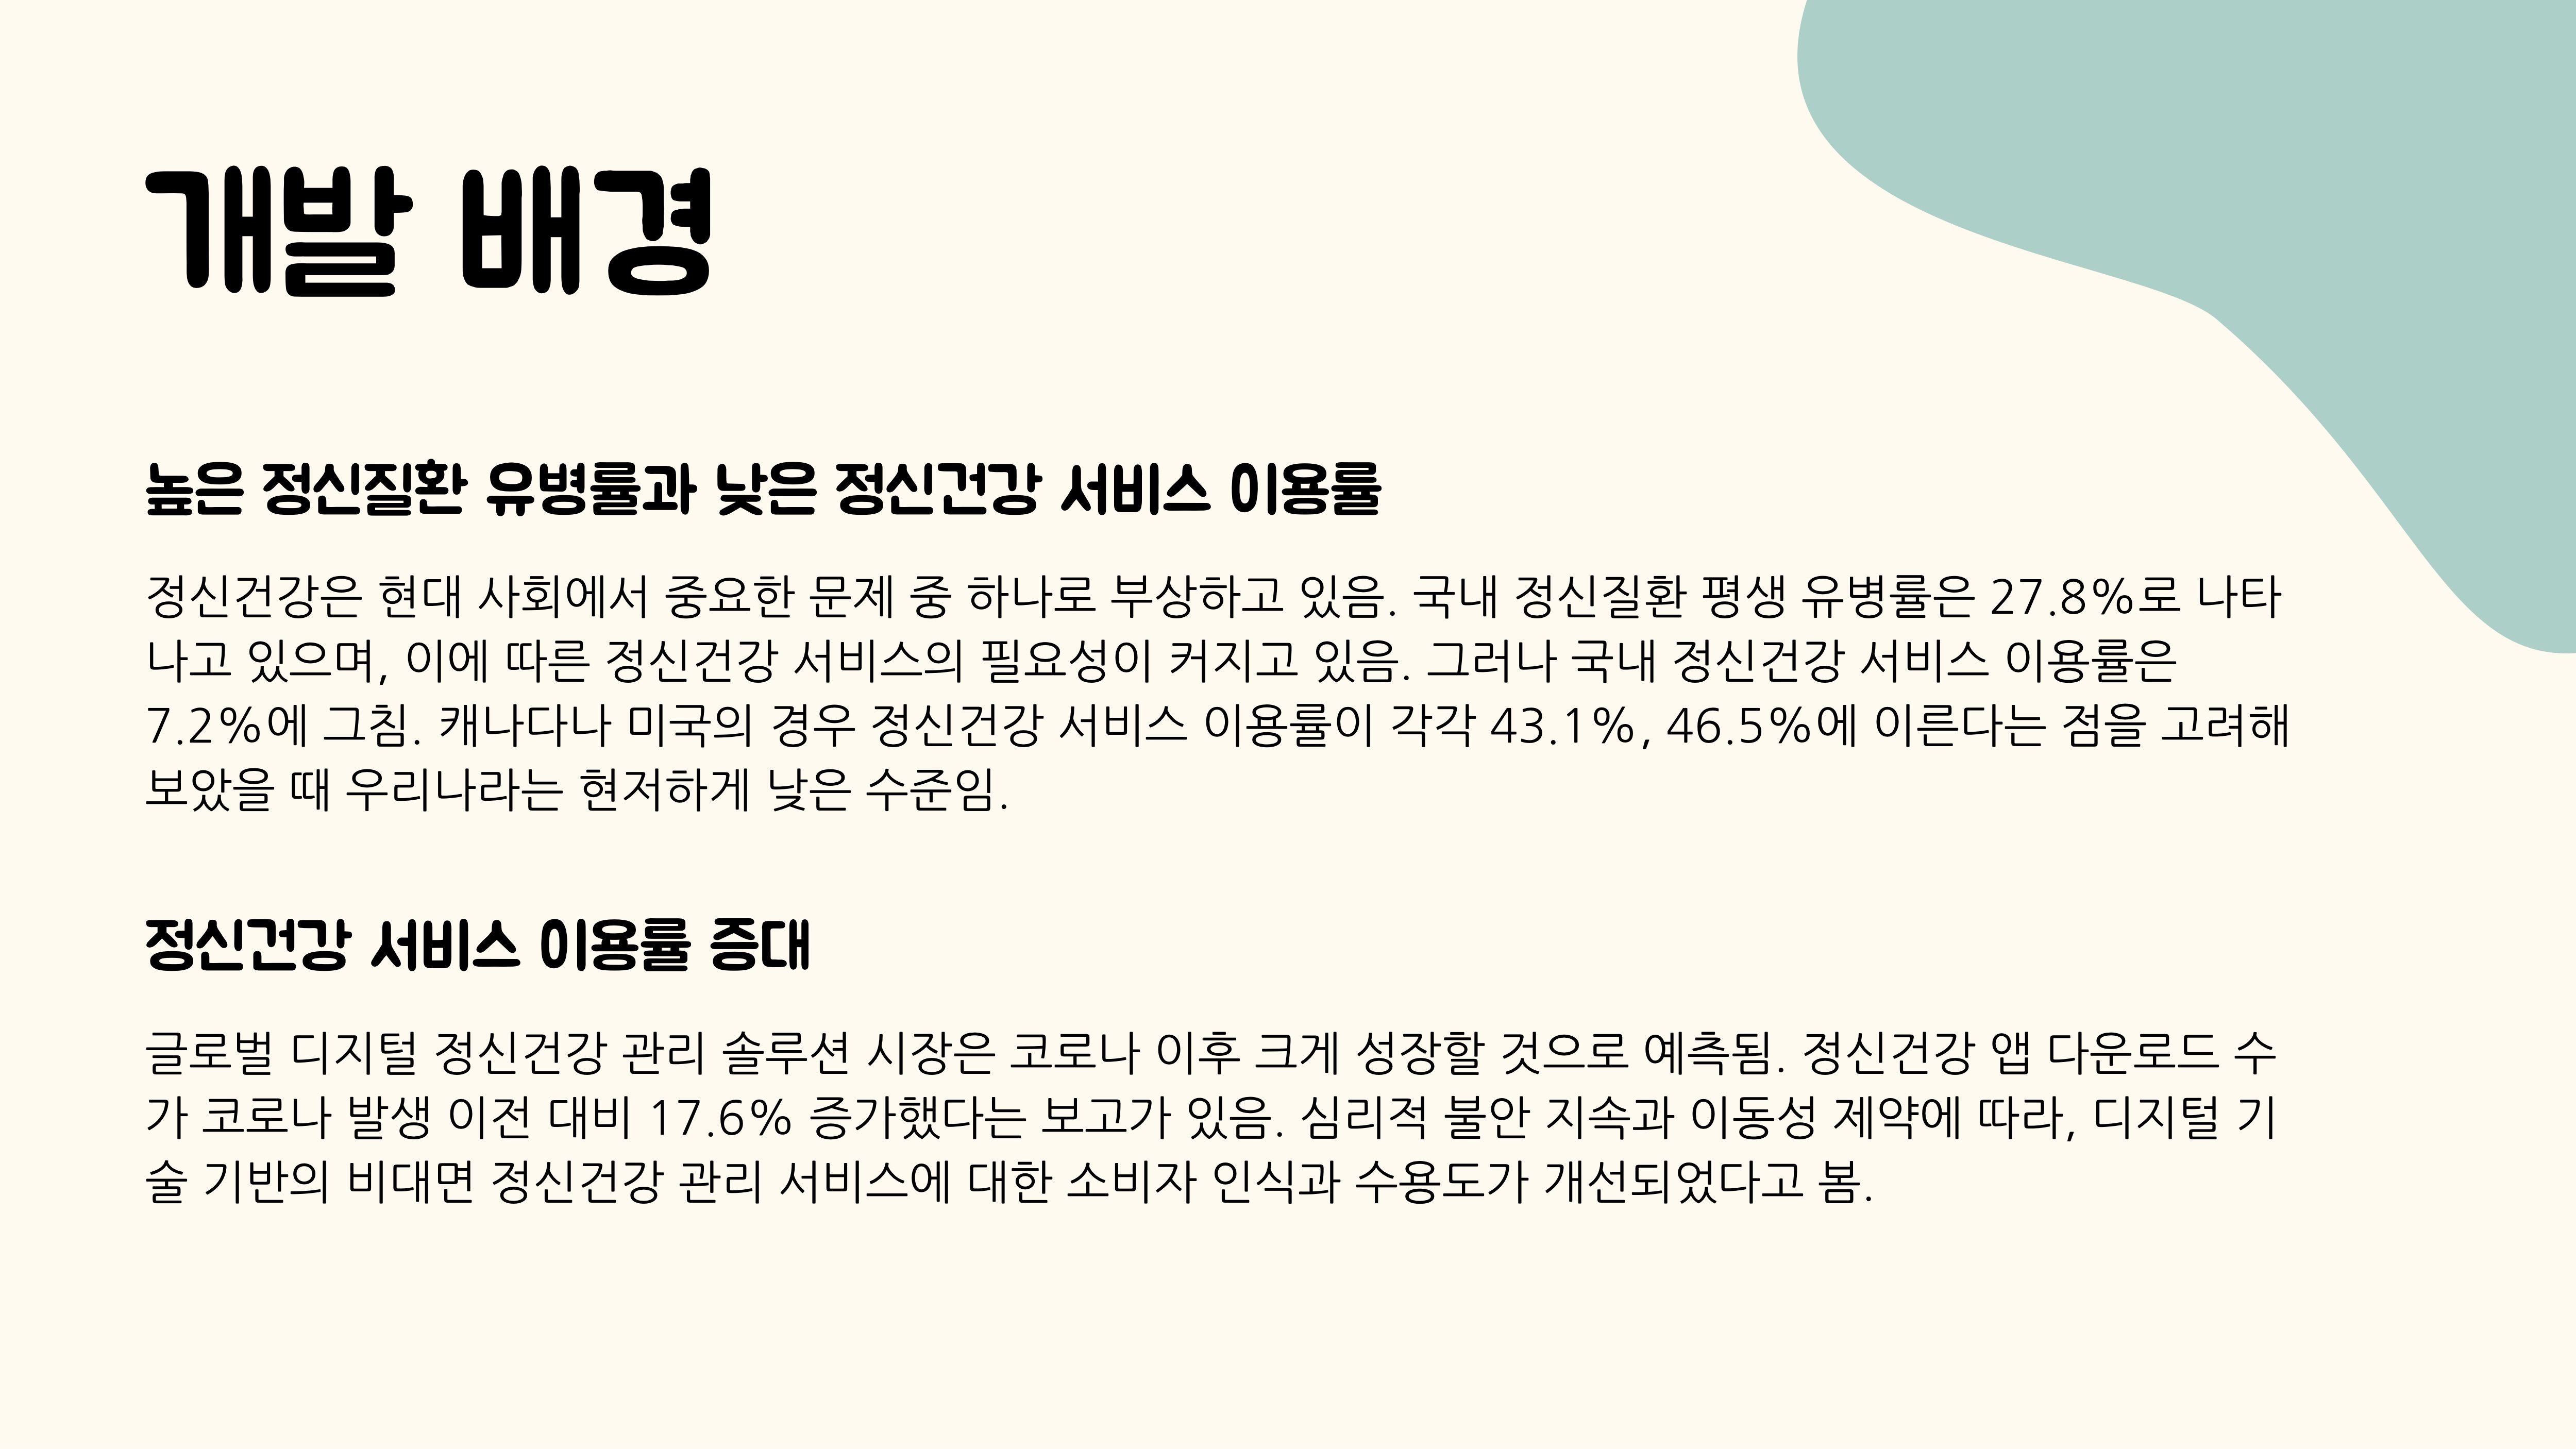 개발 배경
높은 정신질환 유병률과 낮은 정신건강 서비스 이용률
정신건강은 현대 사회에서 중요한 문제 중 하나로 부상하고 있음. 국내 정신질환 평생 유병률은 27.8%로 나타
나고 있으며, 이에 따른 정신건강 서비스의 필요성이 커지고 있음. 그러나 국내 정신건강 서비스 이용률은
7.2%에 그침. 캐나다나 미국의 경우 정신건강 서비스 이용률이 각각 43.1%, 46.5%에 이른다는 점을 고려해
보았을 때 우리나라는 현저하게 낮은 수준임.
정신건강 서비스 이용률 증대
글로벌 디지털 정신건강 관리 솔루션 시장은 코로나 이후 크게 성장할 것으로 예측됨. 정신건강 앱 다운로드 수
가 코로나 발생 이전 대비 17.6% 증가했다는 보고가 있음. 심리적 불안 지속과 이동성 제약에 따라, 디지털 기
술 기반의 비대면 정신건강 관리 서비스에 대한 소비자 인식과 수용도가 개선되었다고 봄.